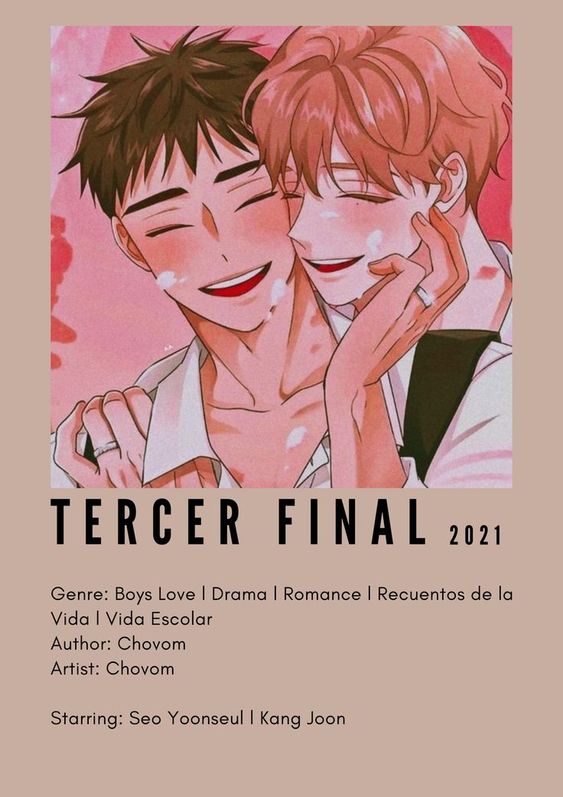 TERCER FINAL 2021
Genre: Boys Love | Drama | Romance | Recuentos de la
Vida | Vida Escolar
Author: Chovom
Artist: Chovom
Starring: Seo Yoonseul | Kang Joon